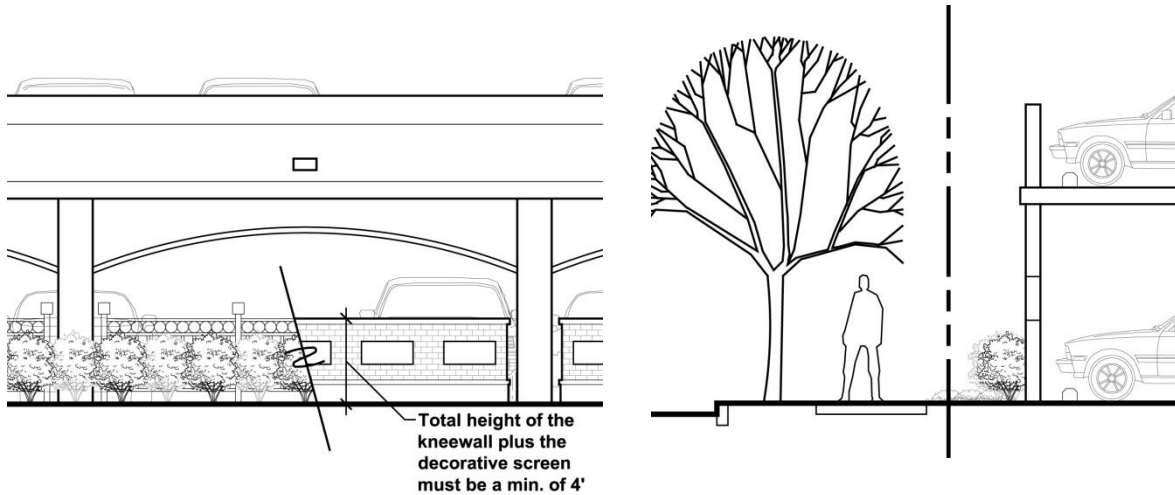 Total height of the
kneewall plus the
decorative screen
must be a min. of 4'